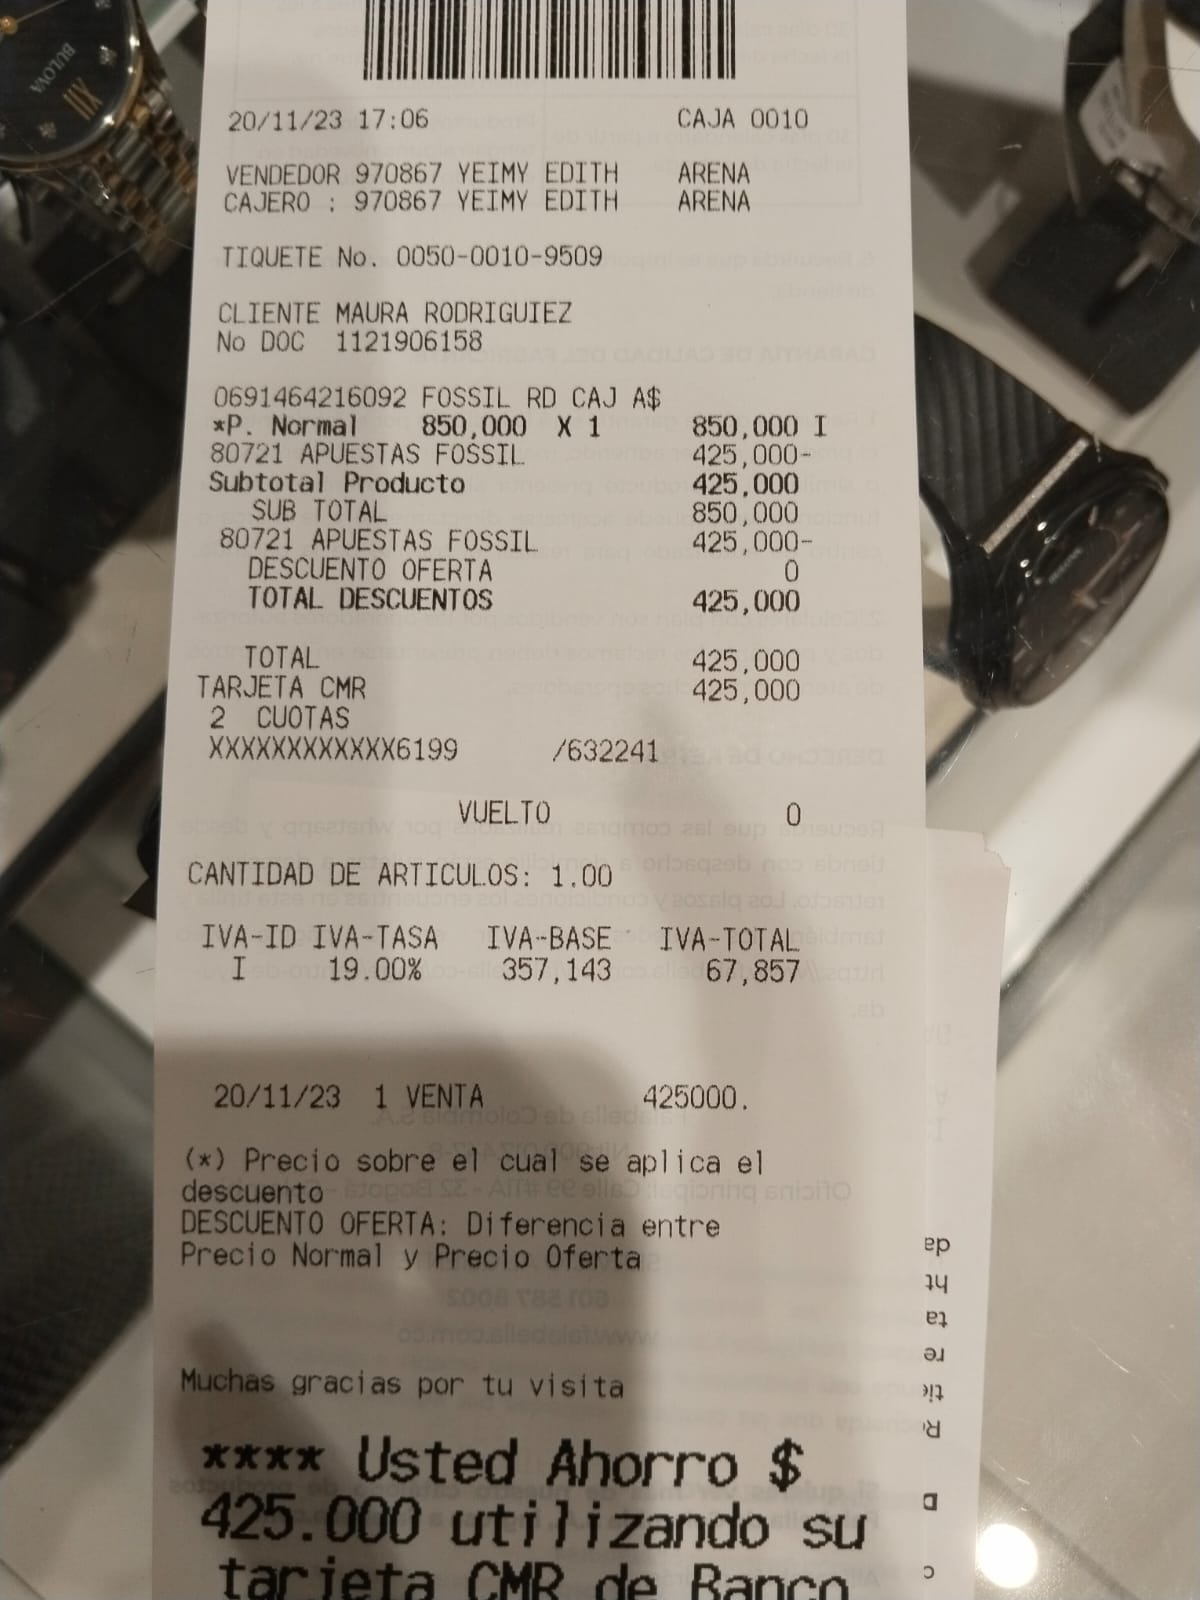 BULOVA
XII
20/11/23 17:06 CAJA 0010
VENDEDOR 970867 YEIMY EDITH ARENA
CAJERO : 970867 YEIMY EDITH ARENA
TIQUETE No. 0050-0010-9509
CLIENTE MAURA RODRIGUIEZ
No DOC 1121906158
0691464216092 FOSSIL RD CAJ A$
*P. Normal 850,000 X 1 850,000 I
80721 APUESTAS FOSSIL 425,000-
Subtotal Producto 425,000
SUB TOTAL 850,000
80721 APUESTAS FOSSIL 425,000-
DESCUENTO OFERTA 0
TOTAL DESCUENTOS 425,000
TOTAL 425,000
TARJETA CMR 425,000
2 CUOTAS
XXXXXXXXXXXX6199 /632241
VUELTO 0
CANTIDAD DE ARTICULOS: 1.00
IVA-ID IVA-TASA IVA-BASE IVA-TOTAL
I 19.00% 357,143 67,857
20/11/23 1 VENTA 425000.
(*) Precio sobre el cual se aplica el
descuento
DESCUENTO OFERTA: Diferencia entre
Precio Normal y Precio Oferta
Muchas gracias por tu visita
**** Usted Ahorro $
425.000 utilizando su
tarjeta CMR de Banco